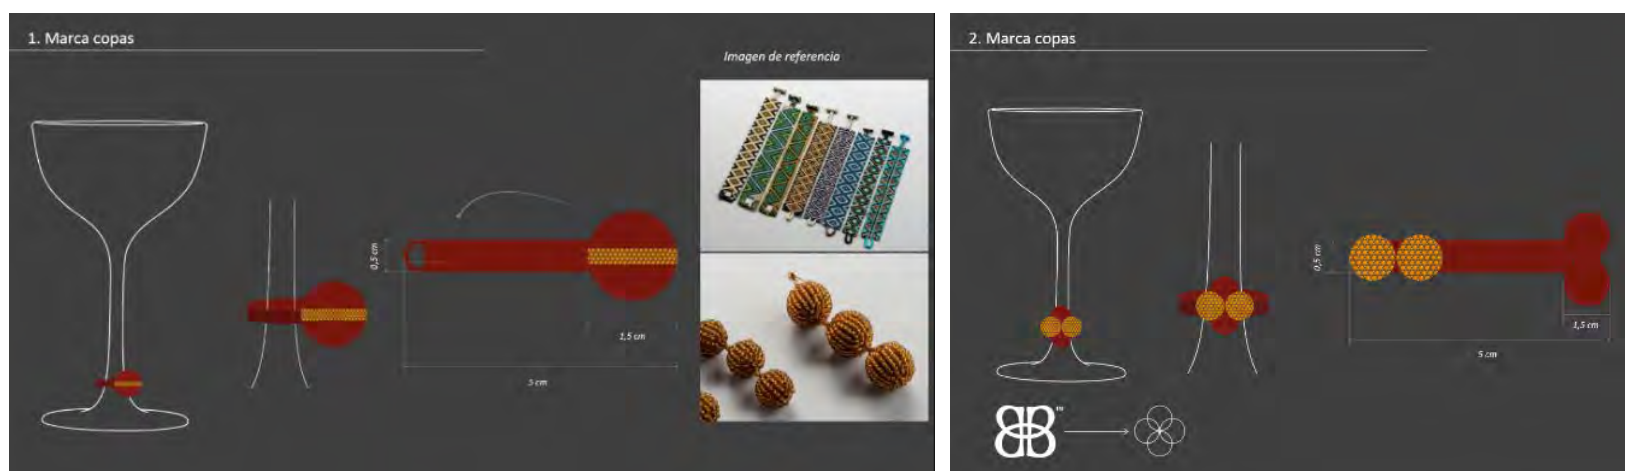 1. Marca copas
Imagen de referencia
0,5 cm
1,5 cm
5 cm
2. Marca copas
0,5 cm
1,5 cm
5 cm
BB™